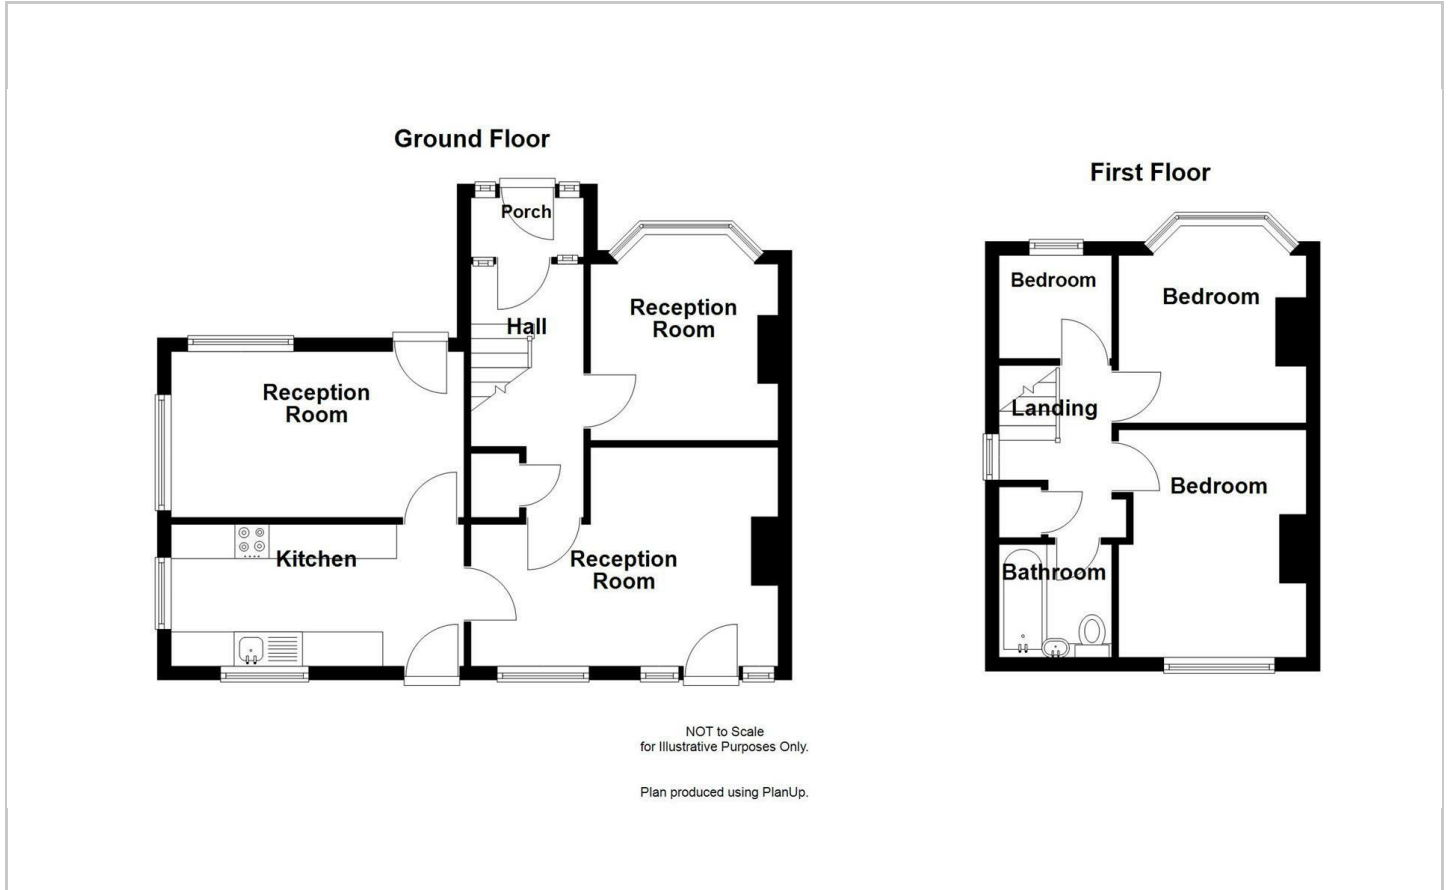 Ground Floor
Porch
Hall
Reception
Room
Reception
Room
Kitchen
Reception
Room
First Floor
Bedroom
Bedroom
Landing
Bedroom
Bathroom
NOT to Scale
for Illustrative Purposes Only.
Plan produced using PlanUp.